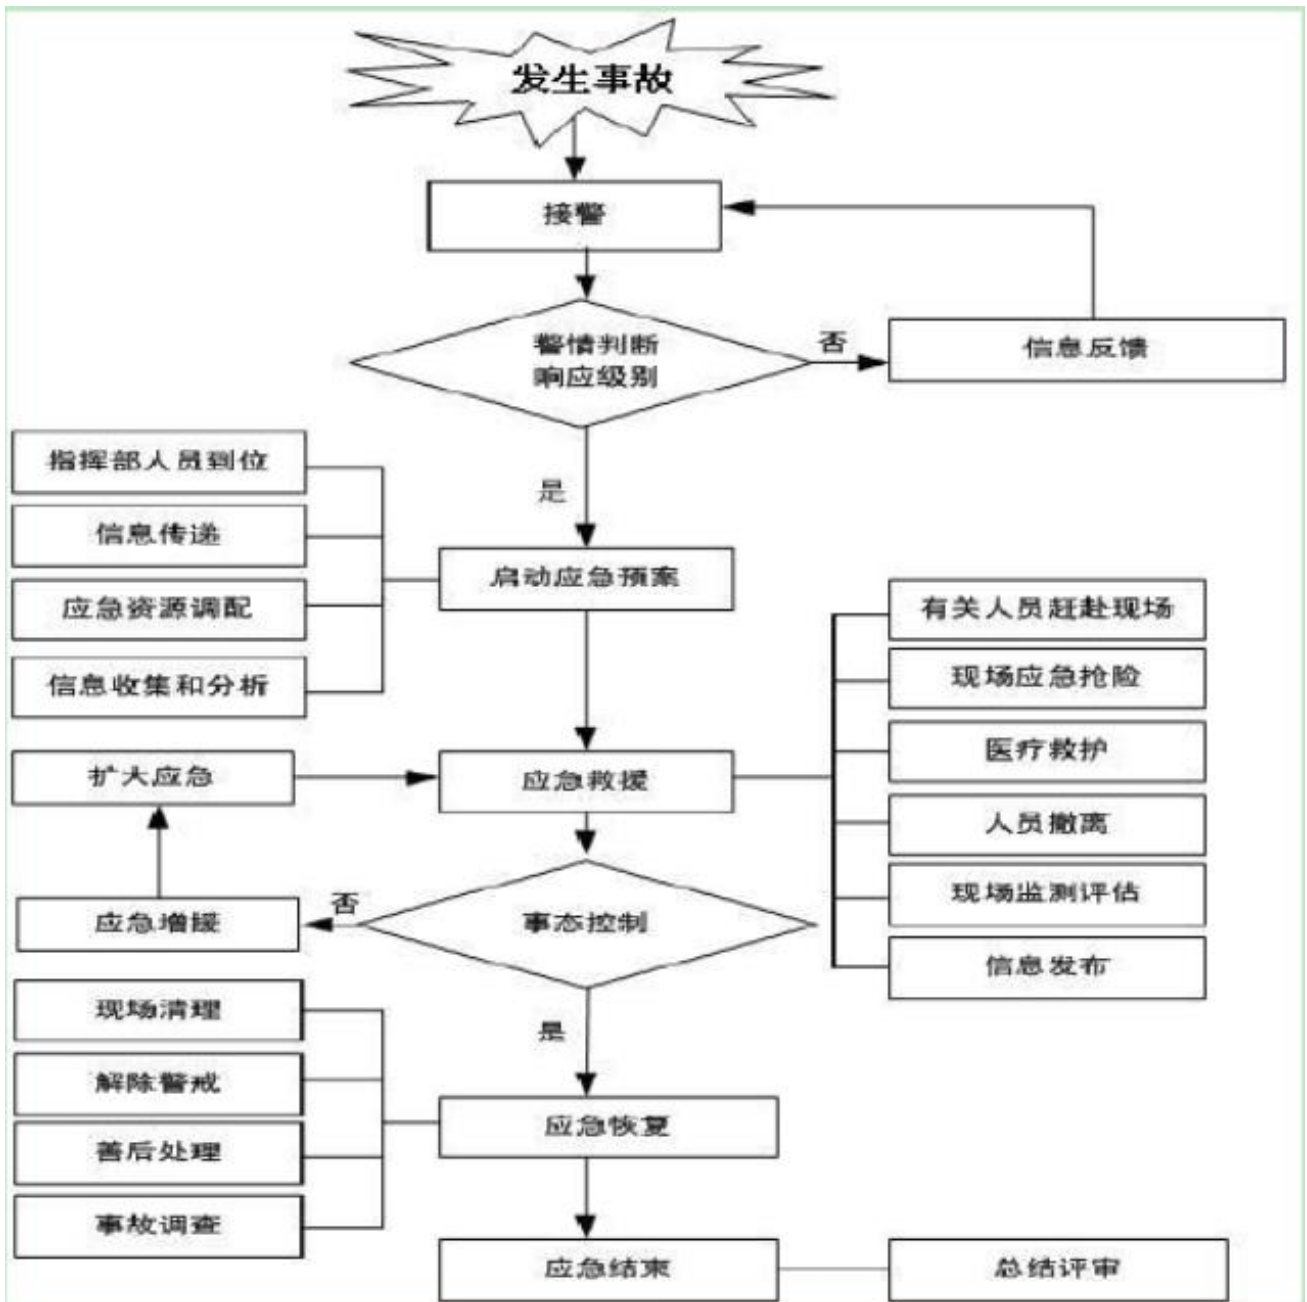 发生事故
接警
警情判断
响应级别
否
信息反馈
指挥部人员到位
信息传递
应急资源调配
信息收集和分析
是
启动应急预案
有关人员赶赴现场
现场应急抢险
医疗救护
人员撤离
现场监测评估
信息发布
扩大应急
应急救援
应急增援
否
事态控制
现场清理
解除警戒
善后处理
事故调查
是
应急恢复
应急结束
总结评审